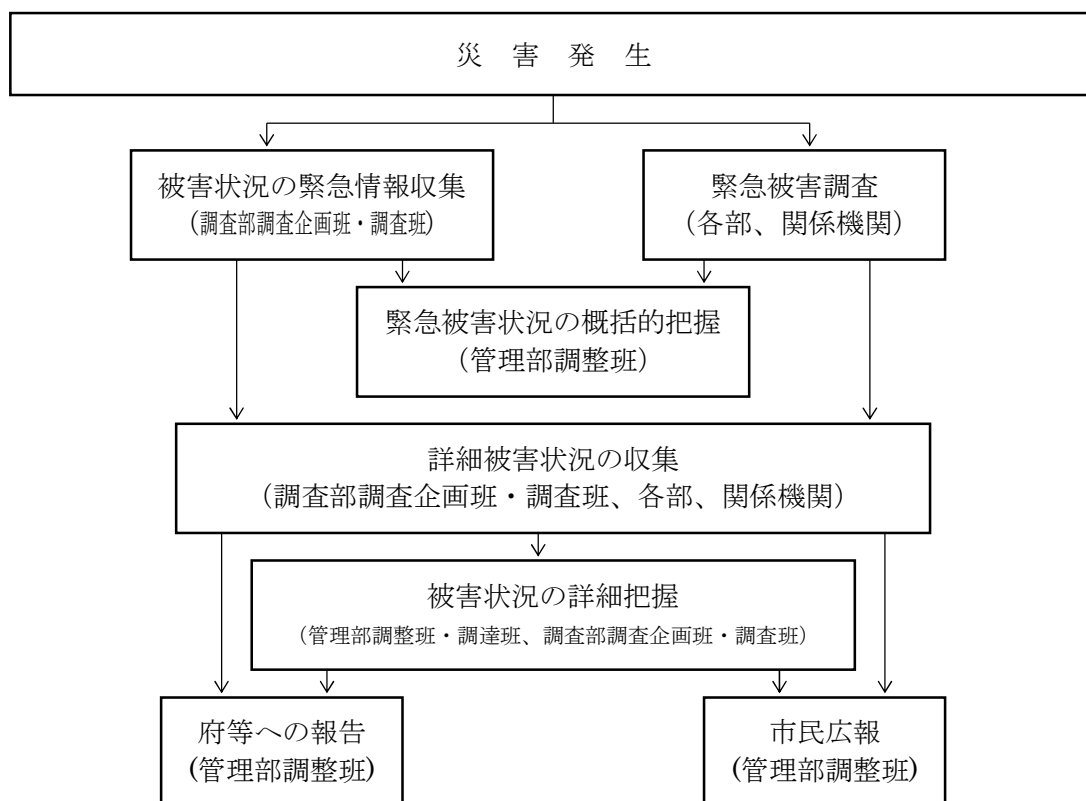 災　害　発　生
被害状況の緊急情報収集
（調査部調査企画班・調査班）
緊急被害調査
（各部、関係機関）
緊急被害状況の概括的把握
（管理部調整班）
詳細被害状況の収集
（調査部調査企画班・調査班、各部、関係機関）
被害状況の詳細把握
（管理部調整班・調達班、調査部調査企画班・調査班）
府等への報告
(管理部調整班)
市民広報
(管理部調整班)